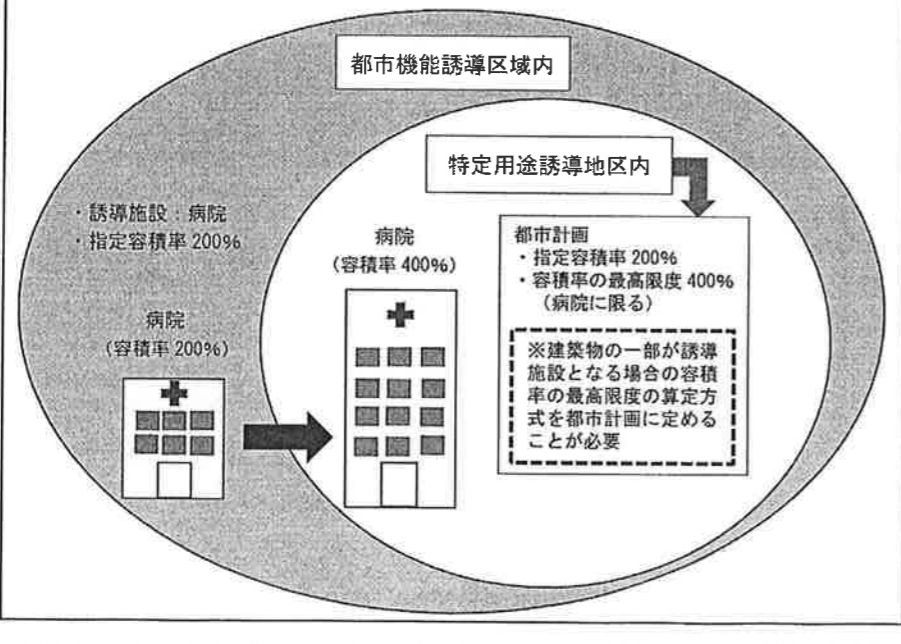 都市機能誘導区域内
特定用途誘導地区内
・誘導施設:病院
・指定容積率 200%
病院
(容積率 200%)
病院
(容積率 400%)
都市計画
・指定容積率 200%
・容積率の最高限度 400%
(病院に限る)
※建築物の一部が誘導
施設となる場合の容積
率の最高限度の算定方
式を都市計画に定める
ことが必要